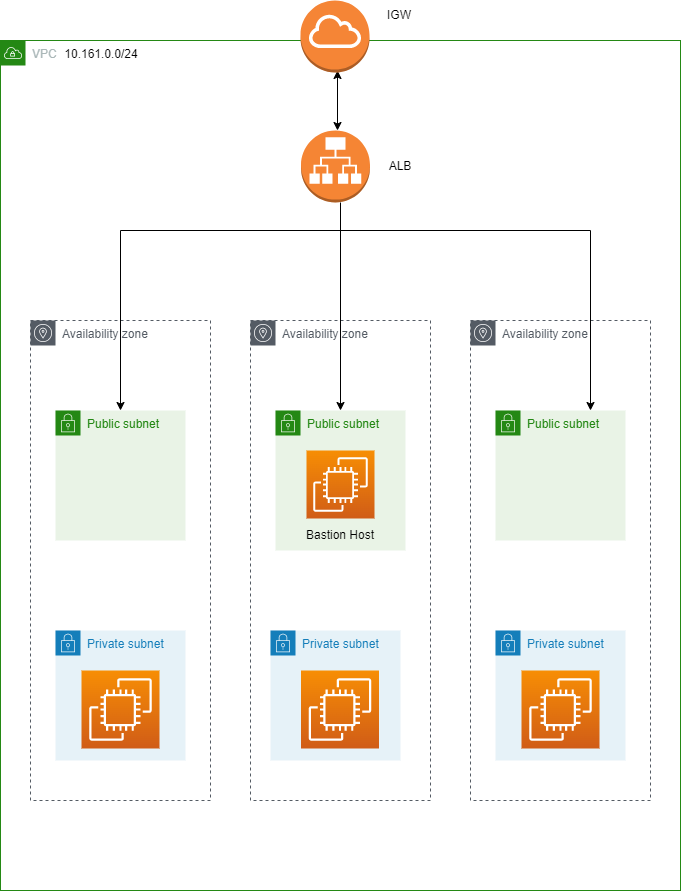 IGW
VPC 10.161.0.0/24
ALB
Availability zone
Availability zone
Availability zone
Public subnet
Public subnet
Public subnet
Bastion Host
Private subnet
Private subnet
Private subnet